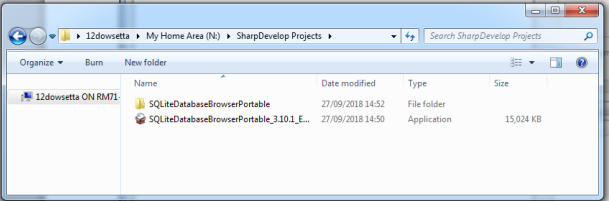 12dowsetta ▸ My Home Area (N:) ▸ SharpDevelop Projects ▸
Search SharpDevelop Projects
Organize Burn New folder
Name Date modified Type Size
12dowsetta ON RM71-
SQLiteDatabaseBrowserPortable 27/09/2018 14:52 File folder
SQLiteDatabaseBrowserPortable_3.10.1_E... 27/09/2018 14:50 Application 15,024 KB